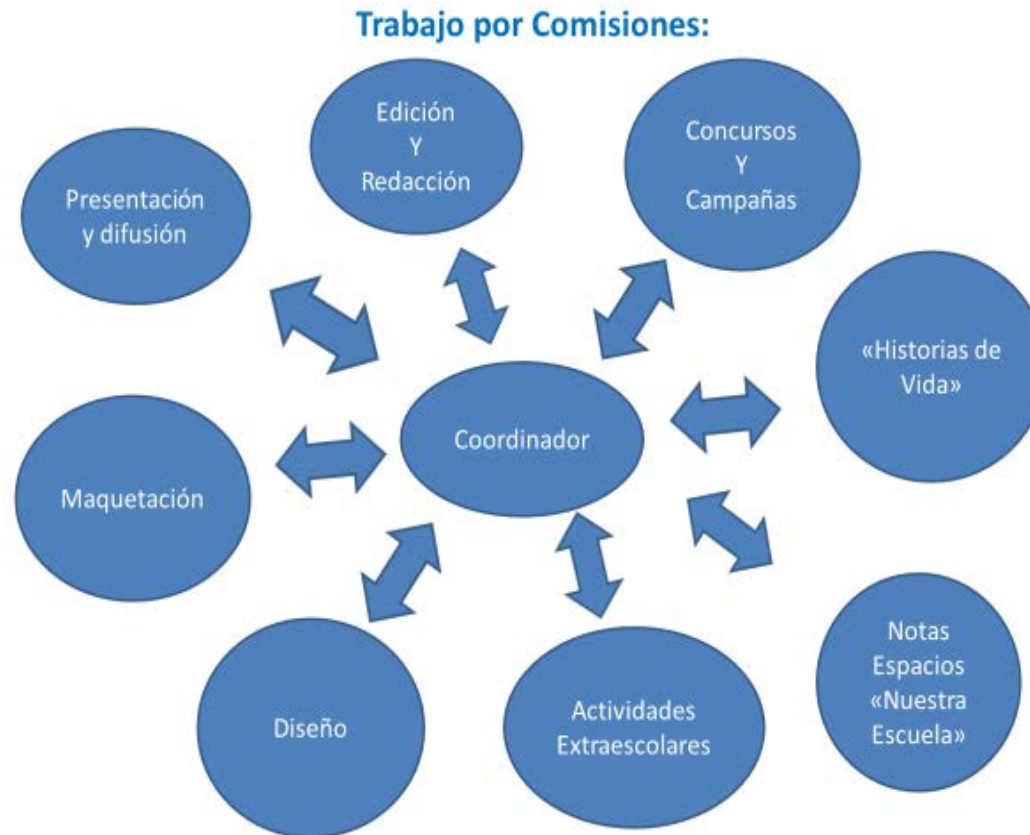 Trabajo por Comisiones:
Edición
Y
Redacción
Concursos
Y
Campañas
Presentación
y difusión
«Historias de
Vida»
Coordinador
Maquetación
Notas
Espacios
«Nuestra
Escuela»
Actividades
Extraescolares
Diseño